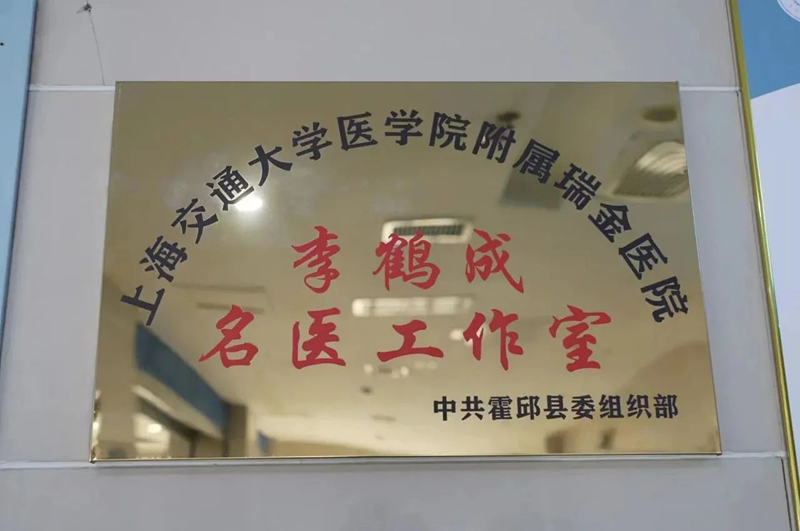 上海交通大学医学院附属瑞金医院
李鹤成
名医工作室
中共霍邱县委组织部